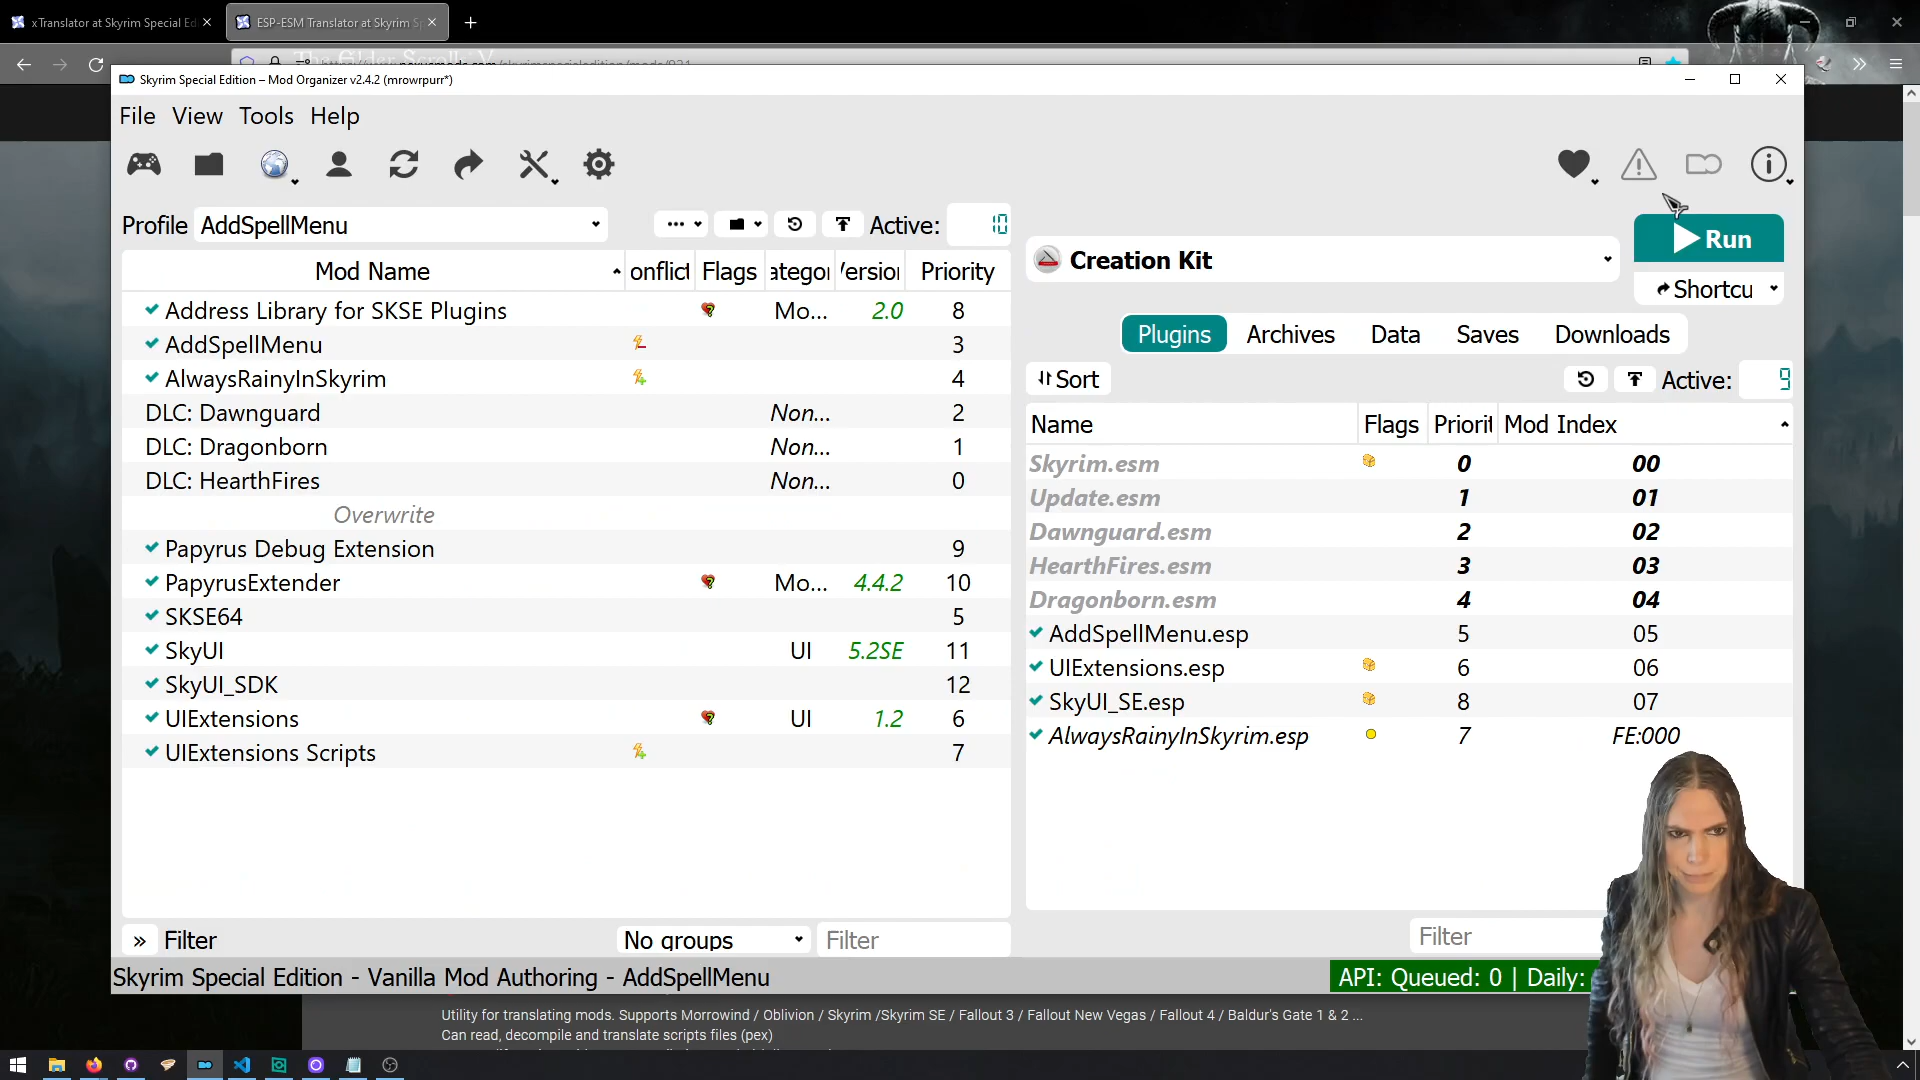 xTranslator at Skyrim Special Ed
ESP-ESM Translator at Skyrim S
Skyrim Special Edition – Mod Organizer v2.4.2 (mrowrpurr*)
File View Tools Help
Profile AddSpellMenu
Active: 10
Mod Name onflict Flags ategor Version Priority
Address Library for SKSE Plugins Mo... 2.0 8
AddSpellMenu 3
AlwaysRainyInSkyrim 4
DLC: Dawnguard Non... 2
DLC: Dragonborn Non... 1
DLC: HearthFires Non... 0
Overwrite
Papyrus Debug Extension 9
PapyrusExtender Mo... 4.4.2 10
SKSE64 5
SkyUI UI 5.2SE 11
SkyUI_SDK 12
UIExtensions UI 1.2 6
UIExtensions Scripts 7
Filter No groups Filter
Creation Kit
Run
Shortcu
Plugins Archives Data Saves Downloads
Sort Active: 9
Name Flags Priorit Mod Index
Skyrim.esm 0 00
Update.esm 1 01
Dawnguard.esm 2 02
HearthFires.esm 3 03
Dragonborn.esm 4 04
AddSpellMenu.esp 5 05
UIExtensions.esp 6 06
SkyUI_SE.esp 8 07
AlwaysRainyInSkyrim.esp 7 FE:000
Filter
Skyrim Special Edition - Vanilla Mod Authoring - AddSpellMenu
API: Queued: 0 | Daily:
Utility for translating mods. Supports Morrowind / Oblivion / Skyrim /Skyrim SE / Fallout 3 / Fallout New Vegas / Fallout 4 / Baldur's Gate 1 & 2 ...
Can read, decompile and translate scripts files (pex)